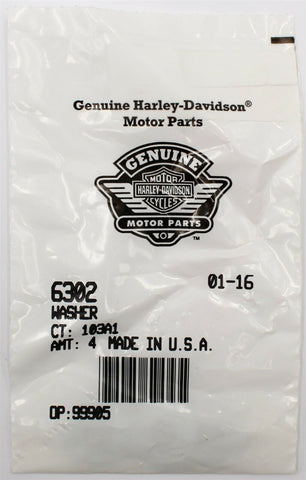 Genuine Harley-Davidson®
Motor Parts
GENUINE
MOTOR
HARLEY-DAVIDSON
CYCLES
MOTOR PARTS
®
™
6302 01-16
WASHER
CT: 103A1
AMT: 4 MADE IN U.S.A.
OP:99905